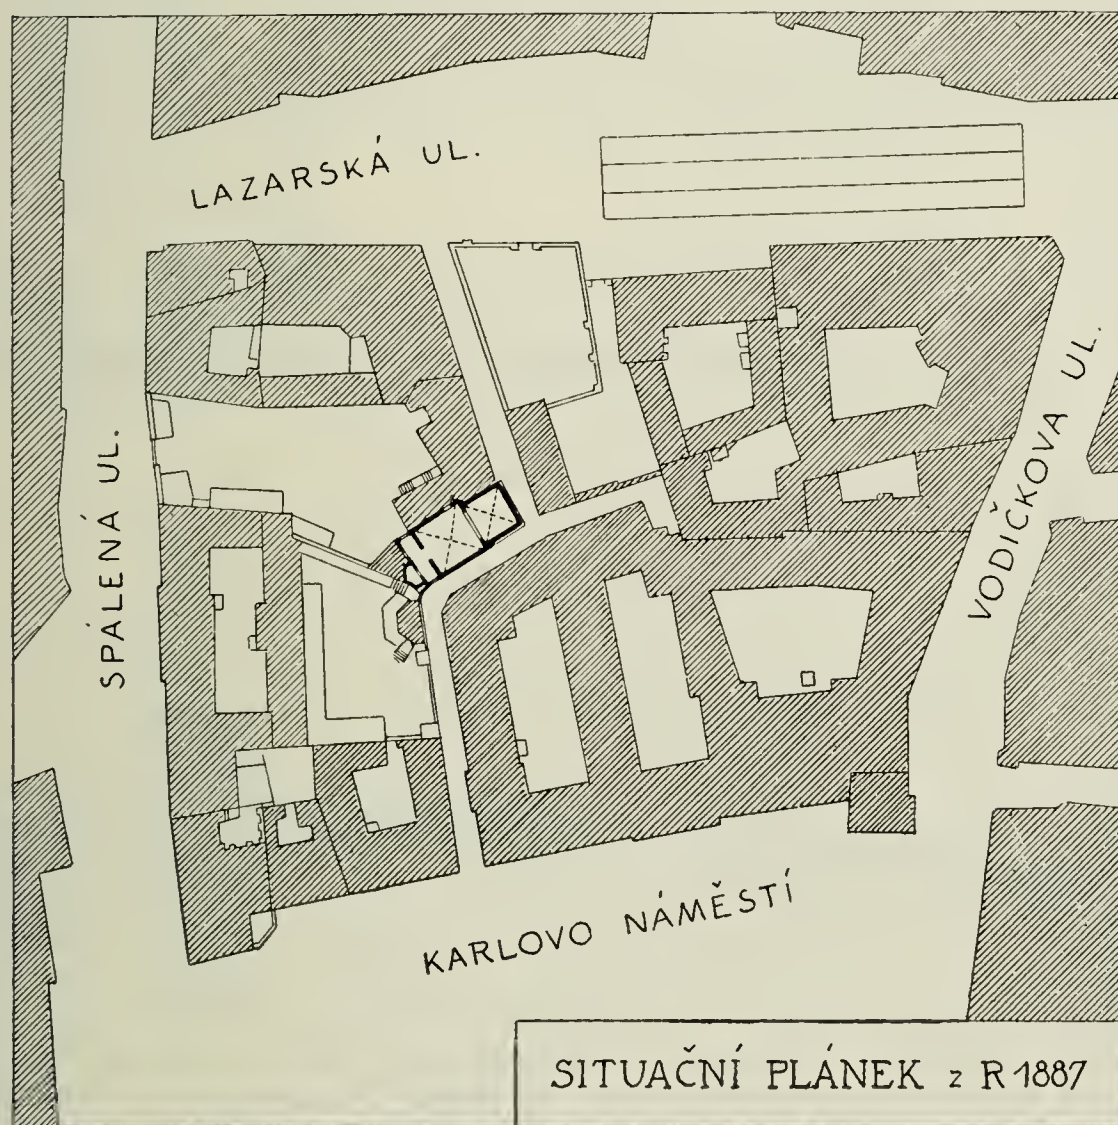 LAZARSKÁ UL.
SPÁLENÁ UL.
VODIČKOVA UL.
KARLOVO NÁMĚSTÍ
SITUAČNÍ PLÁNEK z R 1887